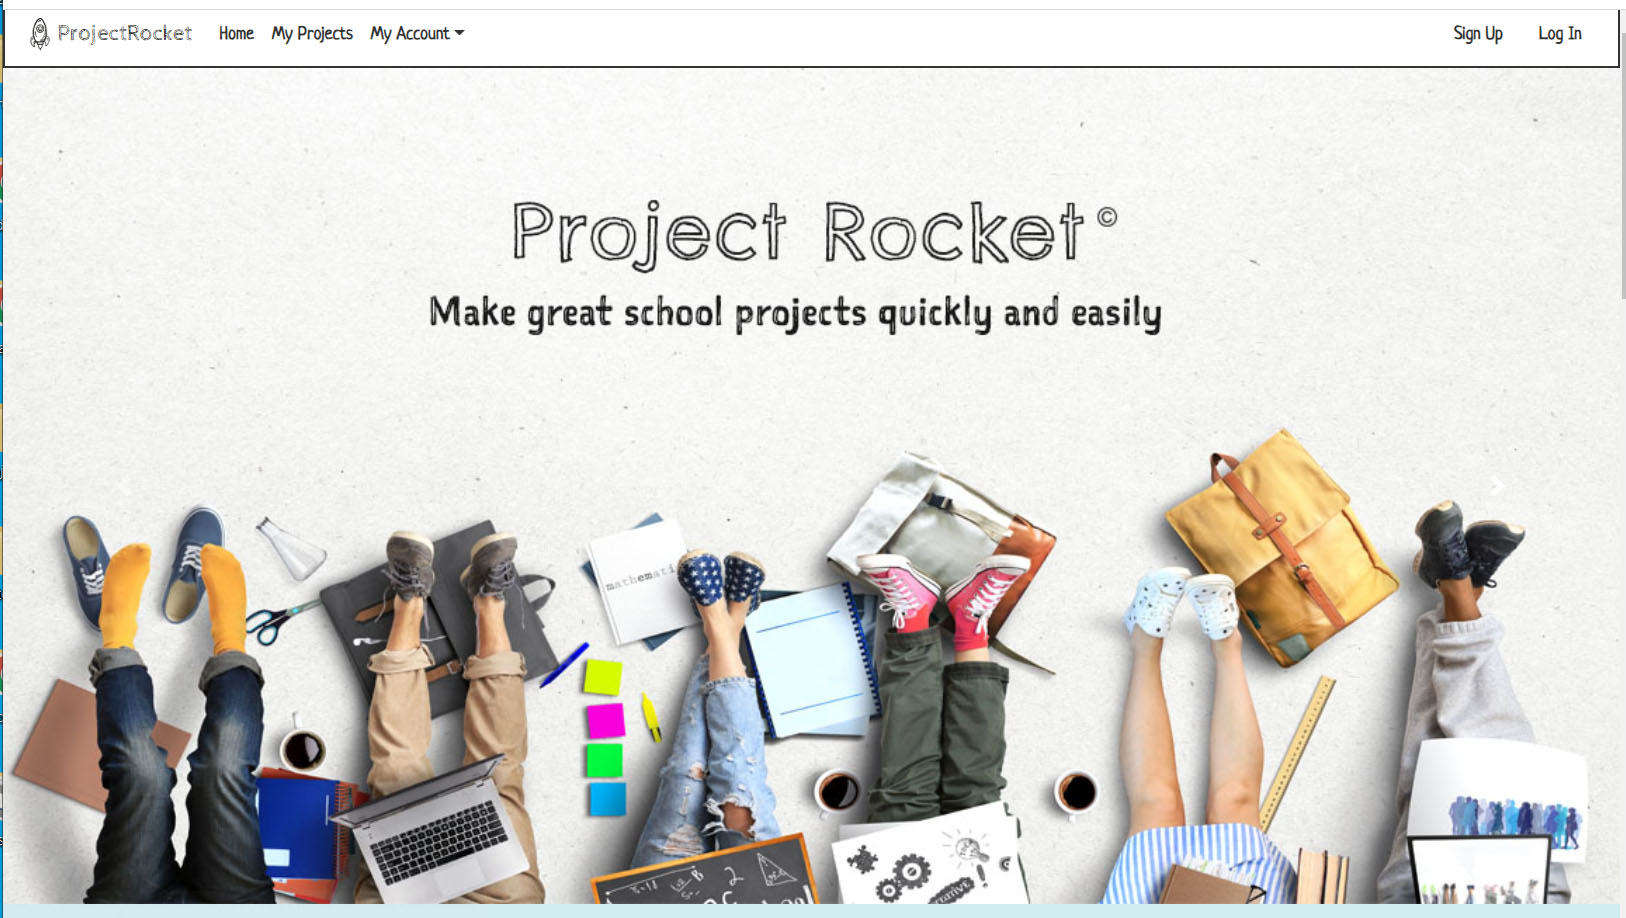 ProjectRocket
Home
My Projects
My Account
Sign Up
Log In
Project Rocket©
Make great school projects quickly and easily